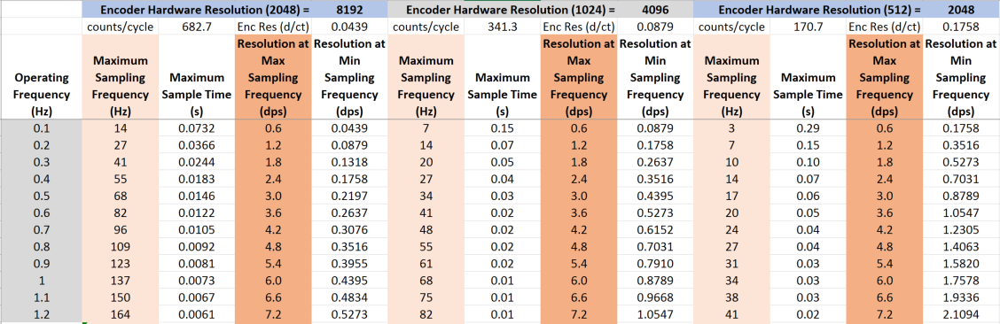 Encoder Hardware Resolution (2048) = 8192 Encoder Hardware Resolution (1024) = 4096 Encoder Hardware Resolution (512) = 2048
counts/cycle 682.7 Enc Res (d/ct) 0.0439 counts/cycle 341.3 Enc Res (d/ct) 0.0879 counts/cycle 170.7 Enc Res (d/ct) 0.1758
Resolution at Resolution at Resolution at Resolution at Resolution at Resolution at
Maximum Max Min Maximum Max Min Maximum Max Min
Operating Sampling Maximum Sampling Sampling Sampling Maximum Sampling Sampling Sampling Maximum Sampling Sampling
Frequency Frequency Sample Time Frequency Frequency Frequency Sample Time Frequency Frequency Frequency Sample Time Frequency Frequency
(Hz) (Hz) (s) (dps) (dps) (Hz) (s) (dps) (dps) (Hz) (s) (dps) (dps)
0.1 14 0.0732 0.6 0.0439 7 0.15 0.6 0.0879 3 0.29 0.6 0.1758
0.2 27 0.0366 1.2 0.0879 14 0.07 1.2 0.1758 7 0.15 1.2 0.3516
0.3 41 0.0244 1.8 0.1318 20 0.05 1.8 0.2637 10 0.10 1.8 0.5273
0.4 55 0.0183 2.4 0.1758 27 0.04 2.4 0.3516 14 0.07 2.4 0.7031
0.5 68 0.0146 3.0 0.2197 34 0.03 3.0 0.4395 17 0.06 3.0 0.8789
0.6 82 0.0122 3.6 0.2637 41 0.02 3.6 0.5273 20 0.05 3.6 1.0547
0.7 96 0.0105 4.2 0.3076 48 0.02 4.2 0.6152 24 0.04 4.2 1.2305
0.8 109 0.0092 4.8 0.3516 55 0.02 4.8 0.7031 27 0.04 4.8 1.4063
0.9 123 0.0081 5.4 0.3955 61 0.02 5.4 0.7910 31 0.03 5.4 1.5820
1 137 0.0073 6.0 0.4395 68 0.01 6.0 0.8789 34 0.03 6.0 1.7578
1.1 150 0.0067 6.6 0.4834 75 0.01 6.6 0.9668 38 0.03 6.6 1.9336
1.2 164 0.0061 7.2 0.5273 82 0.01 7.2 1.0547 41 0.02 7.2 2.1094